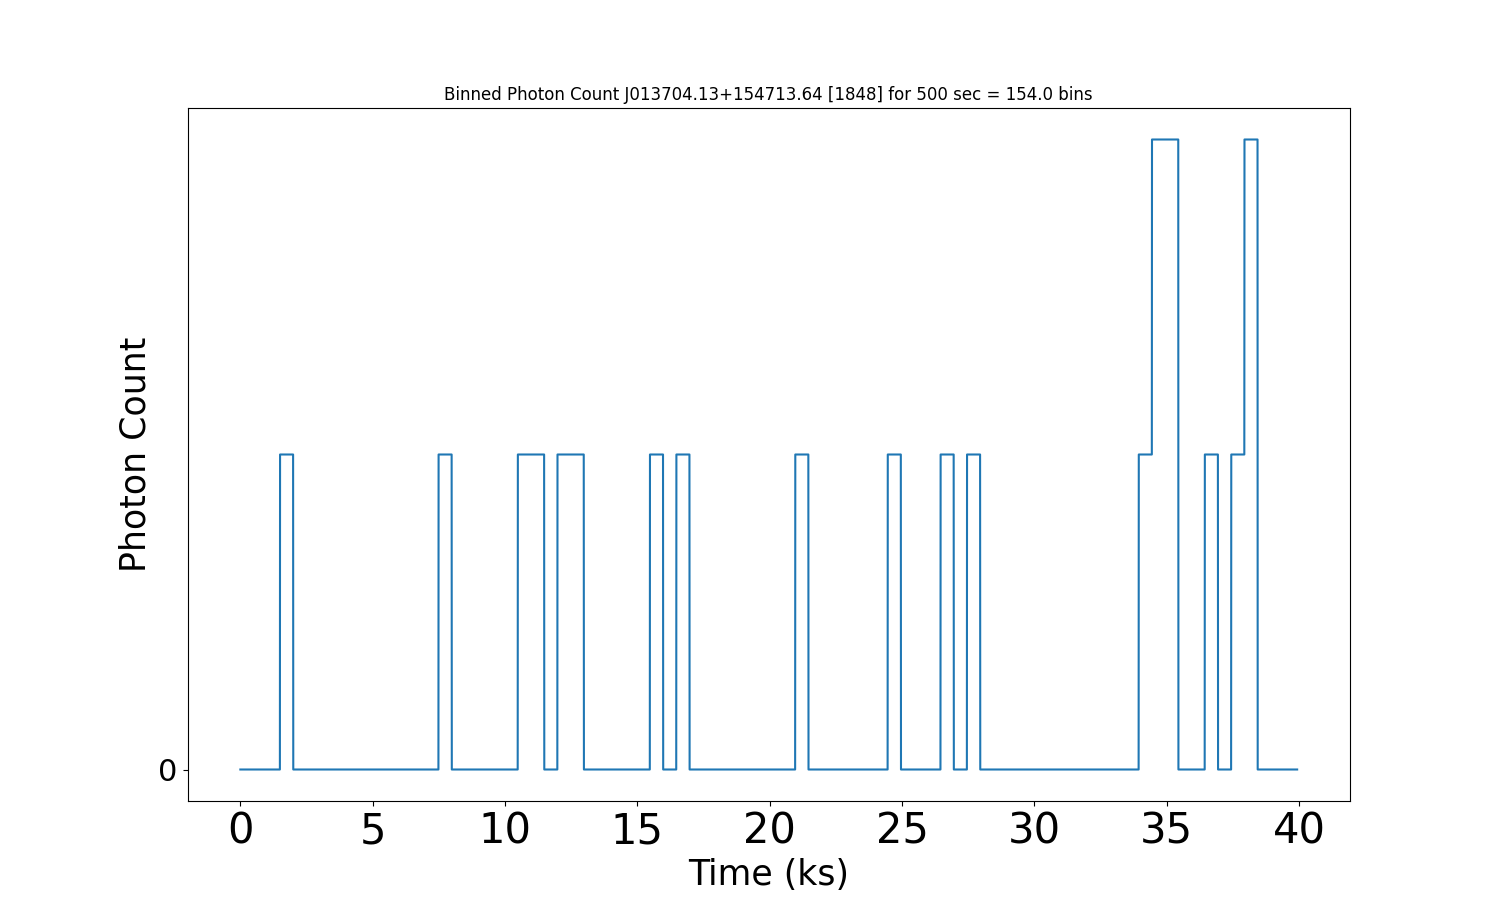 Binned Photon Count J013704.13+154713.64 [1848] for 500 sec = 154.0 bins
Photon Count
0
0 5 10 15 20 25 30 35 40
Time (ks)